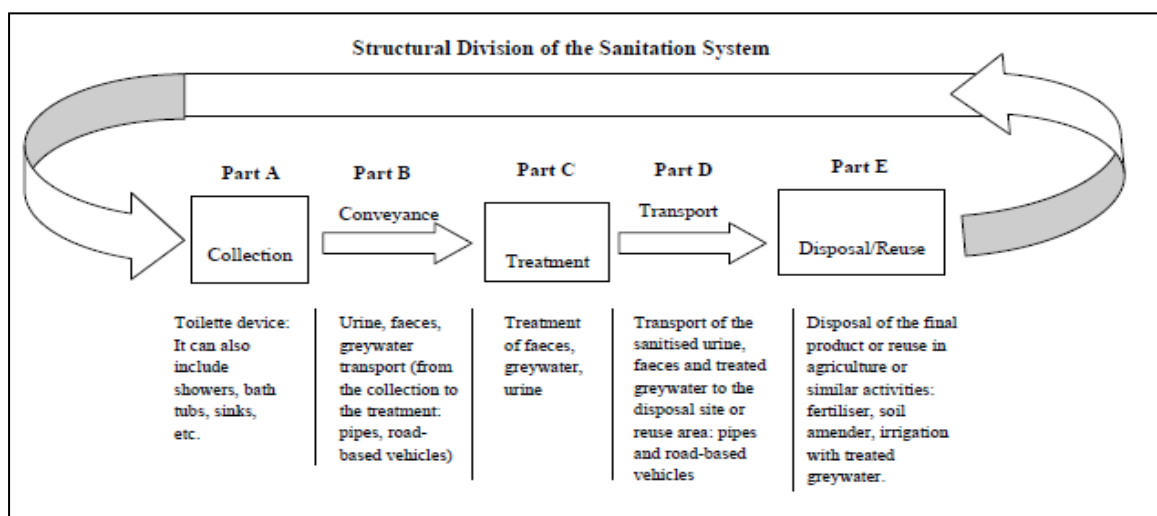 Structural Division of the Sanitation System
Part A
Part B
Part C
Part D
Part E
Collection
Conveyance
Treatment
Transport
Disposal/Reuse
Toilette device:
It can also
include
showers, bath
tubs, sinks,
etc.
Urine, faeces,
greywater
transport (from
the collection to
the treatment:
pipes, road-
based vehicles)
Treatment
of faeces,
greywater,
urine
Transport of the
sanitised urine,
faeces and treated
greywater to the
disposal site or
reuse area: pipes
and road-based
vehicles
Disposal of the final
product or reuse in
agriculture or
similar activities:
fertiliser, soil
amender, irrigation
with treated
greywater.